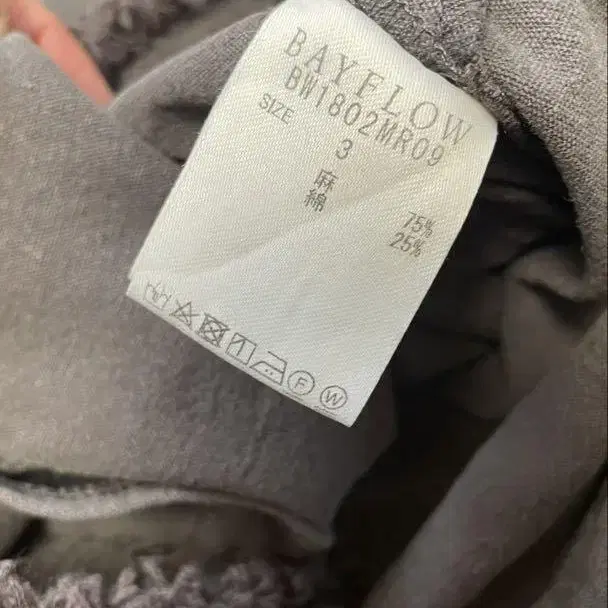 BAYFLOW
BW1802MR09
SIZE 3
麻 75%
綿 25%
F W